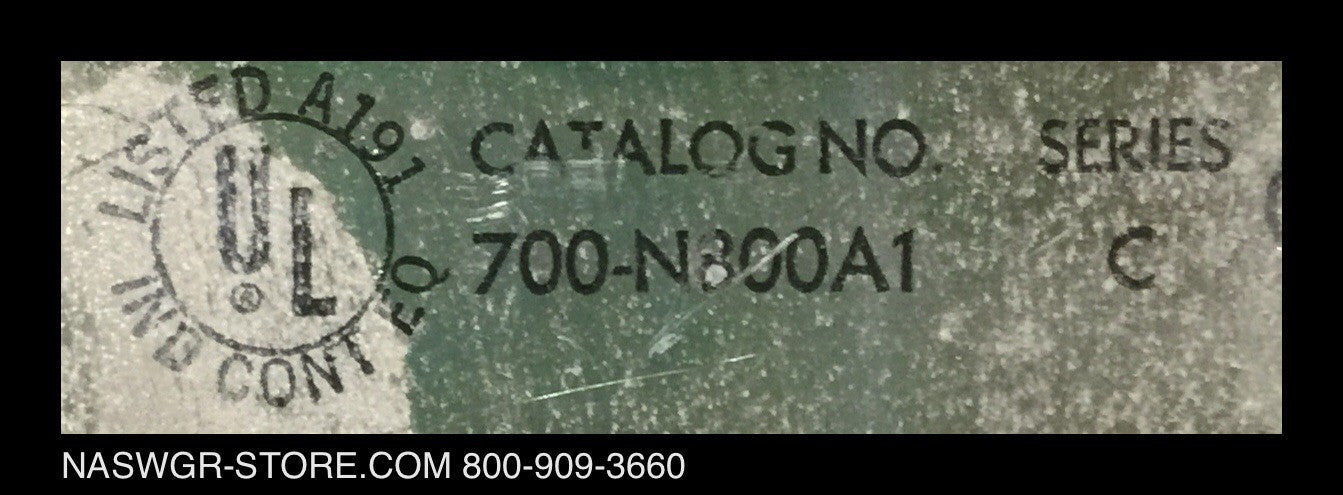 LISTED A191
UL
®
IND CONT EQ
CATALOG NO. SERIES
700-N800A1 C
NASWGR-STORE.COM 800-909-3660